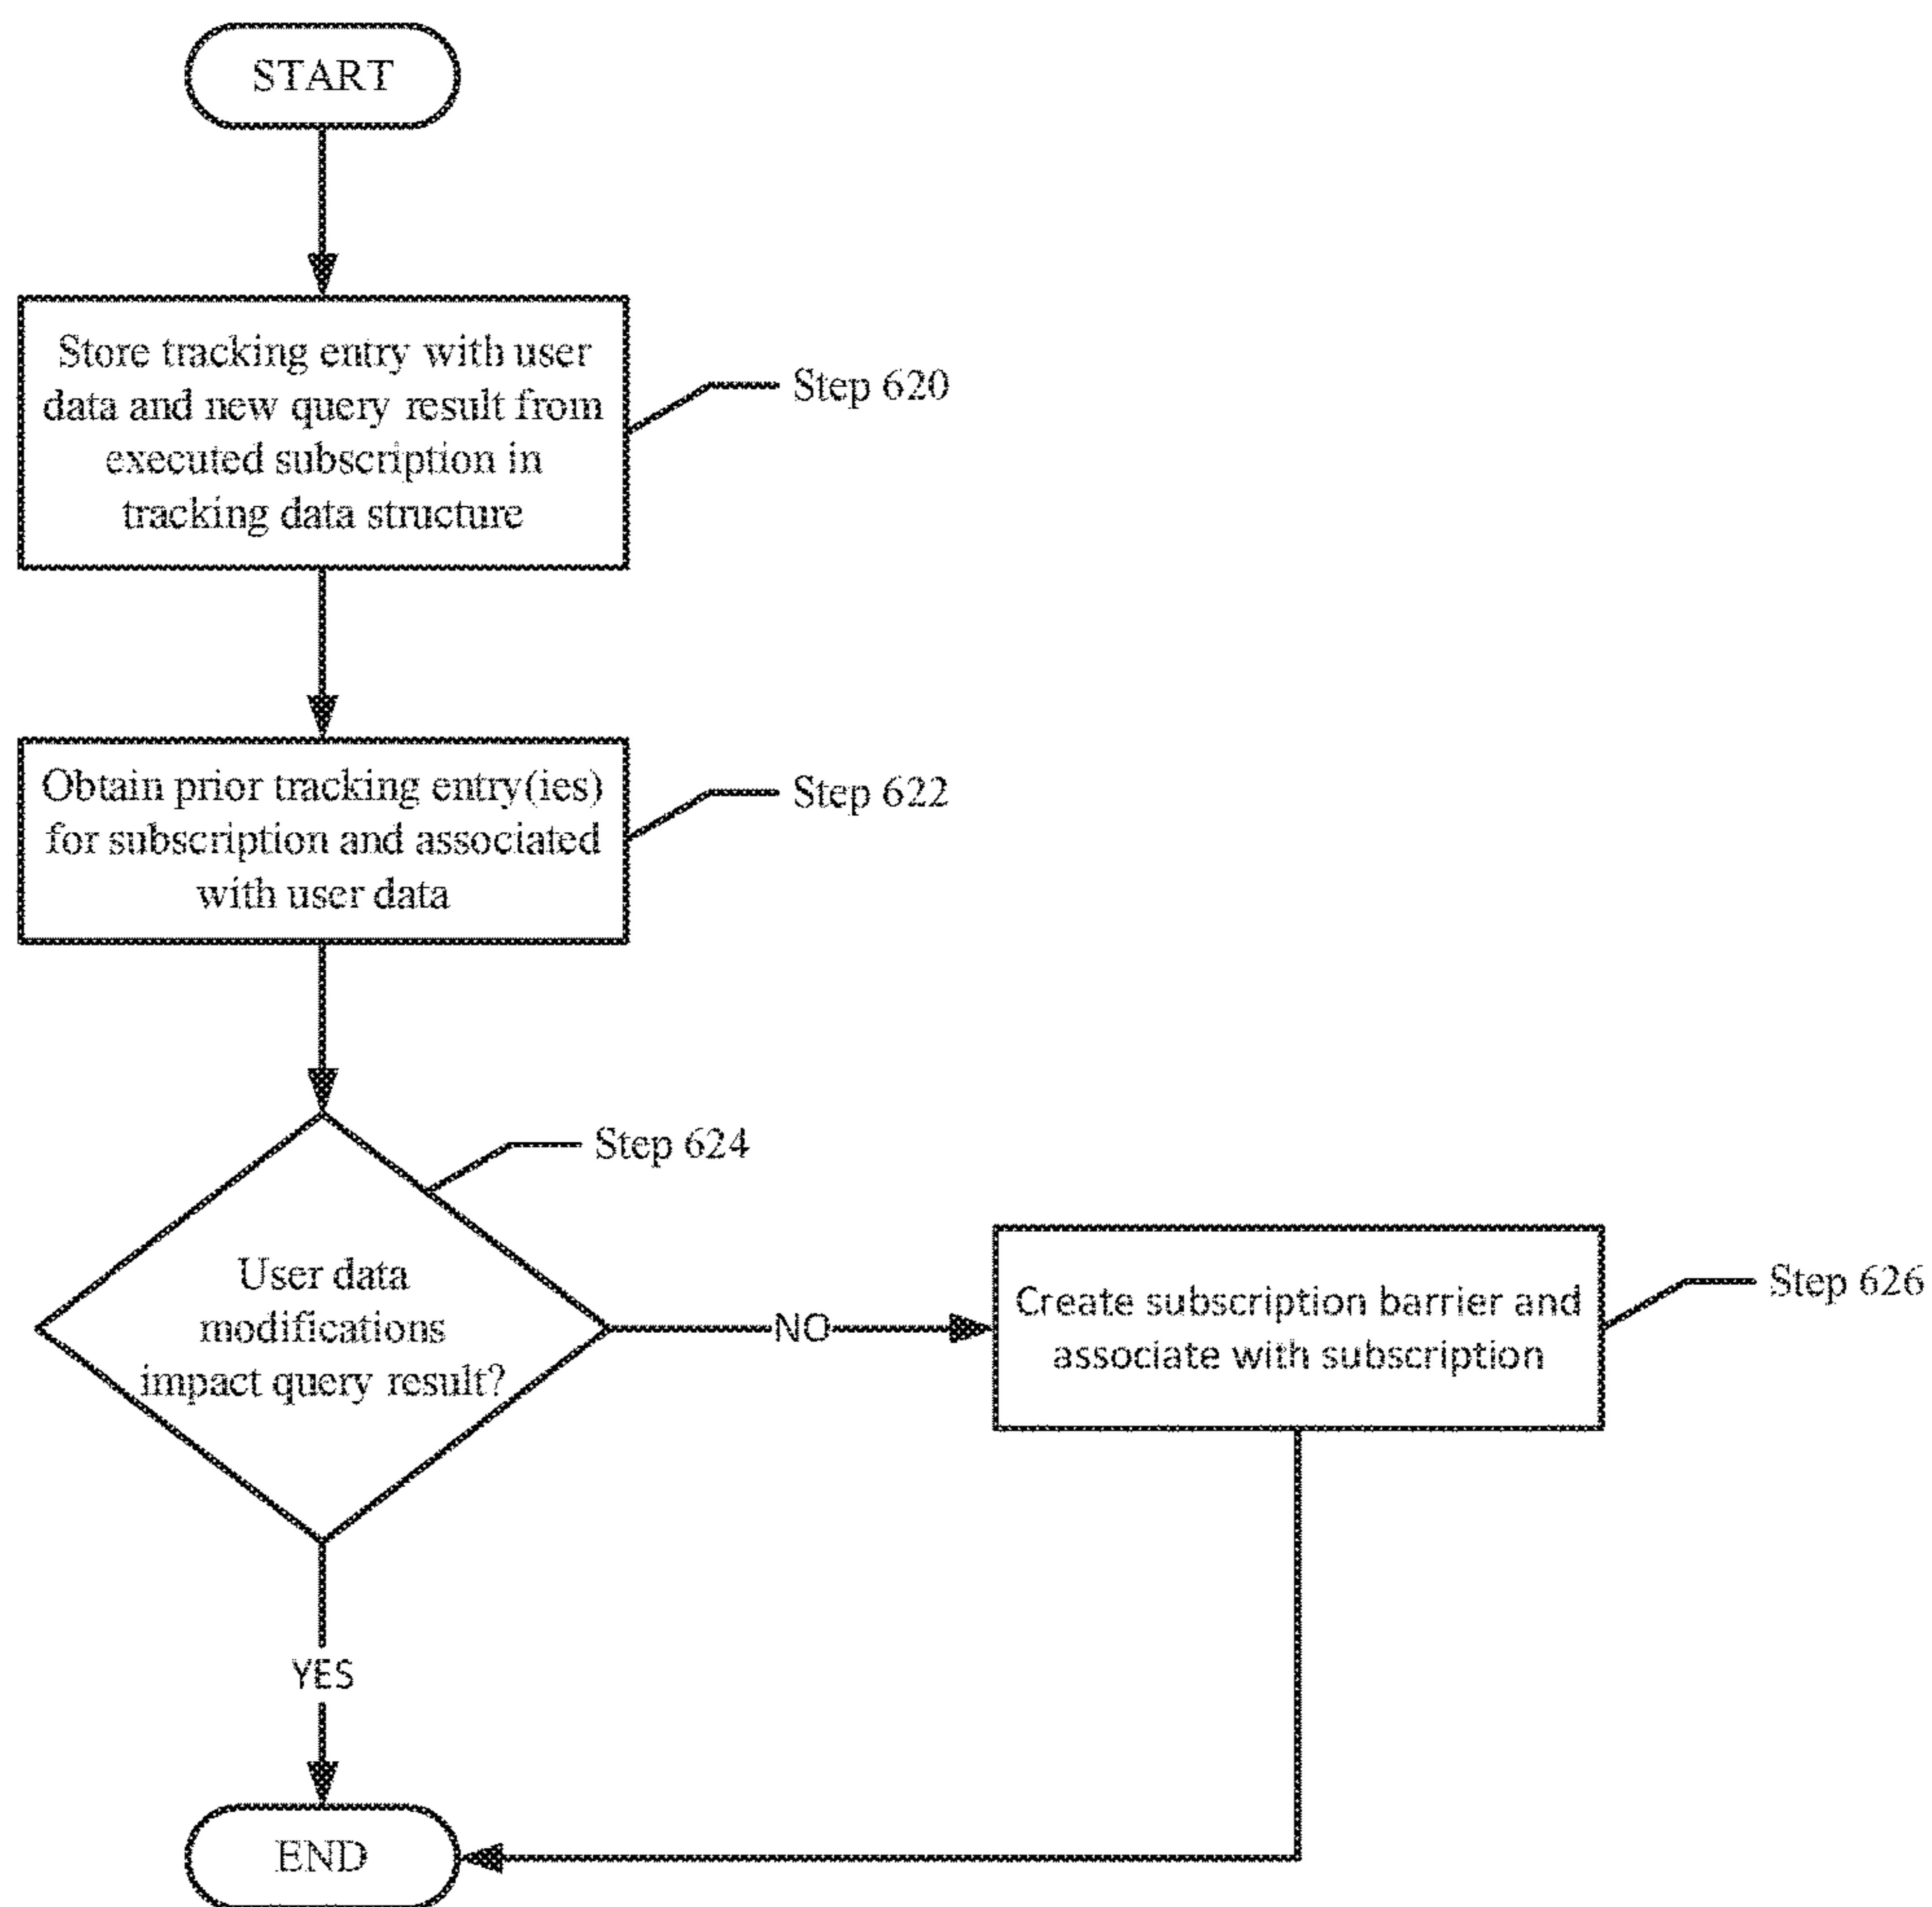 START
Store tracking entry with user
data and new query result from
executed subscription in
tracking data structure
Step 620
Obtain prior tracking entry(ies)
for subscription and associated
with user data
Step 622
Step 624
User data
modifications
impact query result?
NO
Create subscription barrier and
associate with subscription
Step 626
YES
END